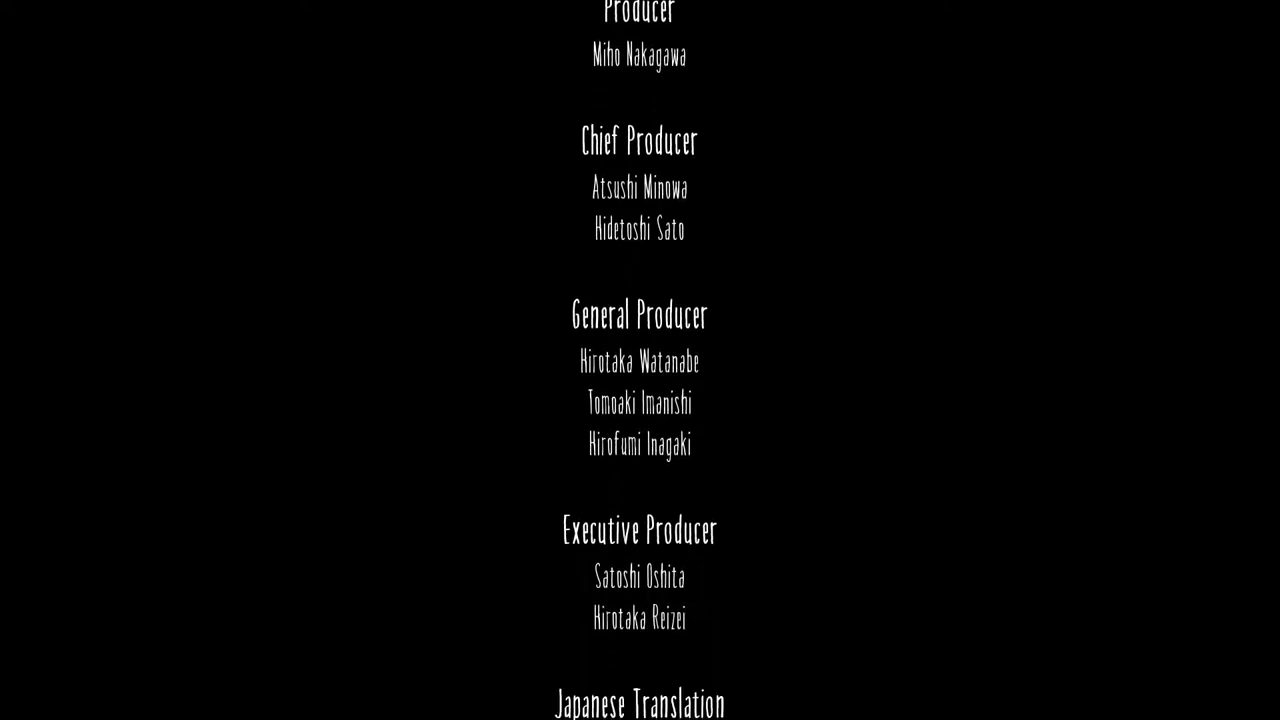 Producer
Miho Nakagawa
Chief Producer
Atsushi Minowa
Hidetoshi Sato
General Producer
Hirotaka Watanabe
Tomoaki Imanishi
Hirofumi Inagaki
Executive Producer
Satoshi Oshita
Hirotaka Reizei
Japanese Translation